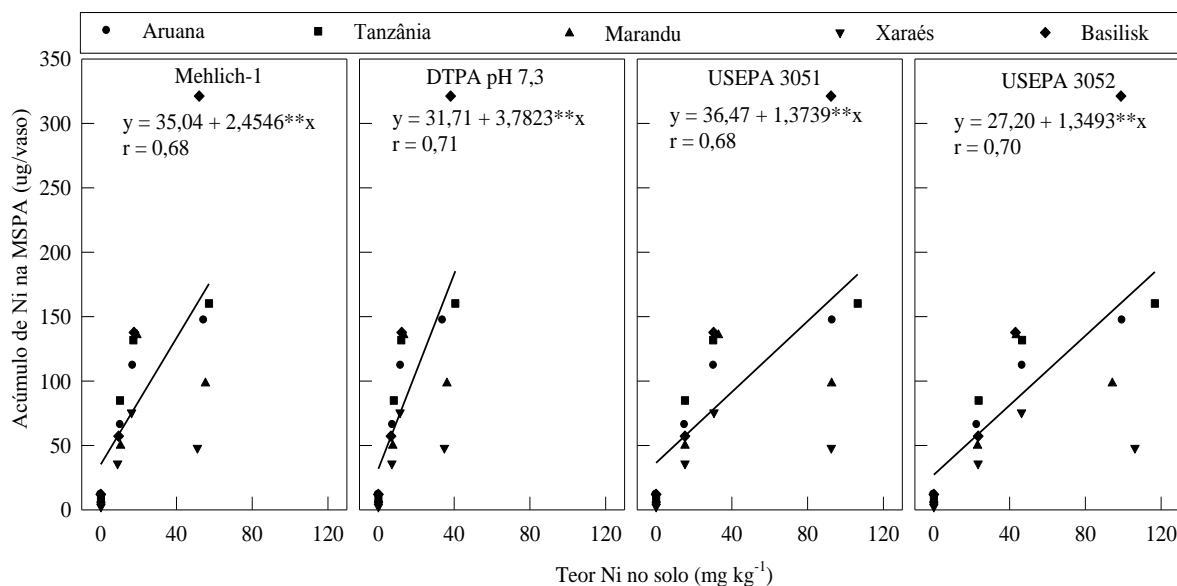 Aruana Tanzânia Marandu Xaraés Basilisk
Acúmulo de Ni na MSPA (ug/vaso)
350
300
250
200
150
100
50
0
Mehlich-1
y = 35,04 + 2,4546**x
r = 0,68
0 40 80 120
DTPA pH 7,3
y = 31,71 + 3,7823**x
r = 0,71
0 40 80 120
USEPA 3051
y = 36,47 + 1,3739**x
r = 0,68
0 40 80 120
USEPA 3052
y = 27,20 + 1,3493**x
r = 0,70
0 40 80 120
Teor Ni no solo (mg kg⁻¹)